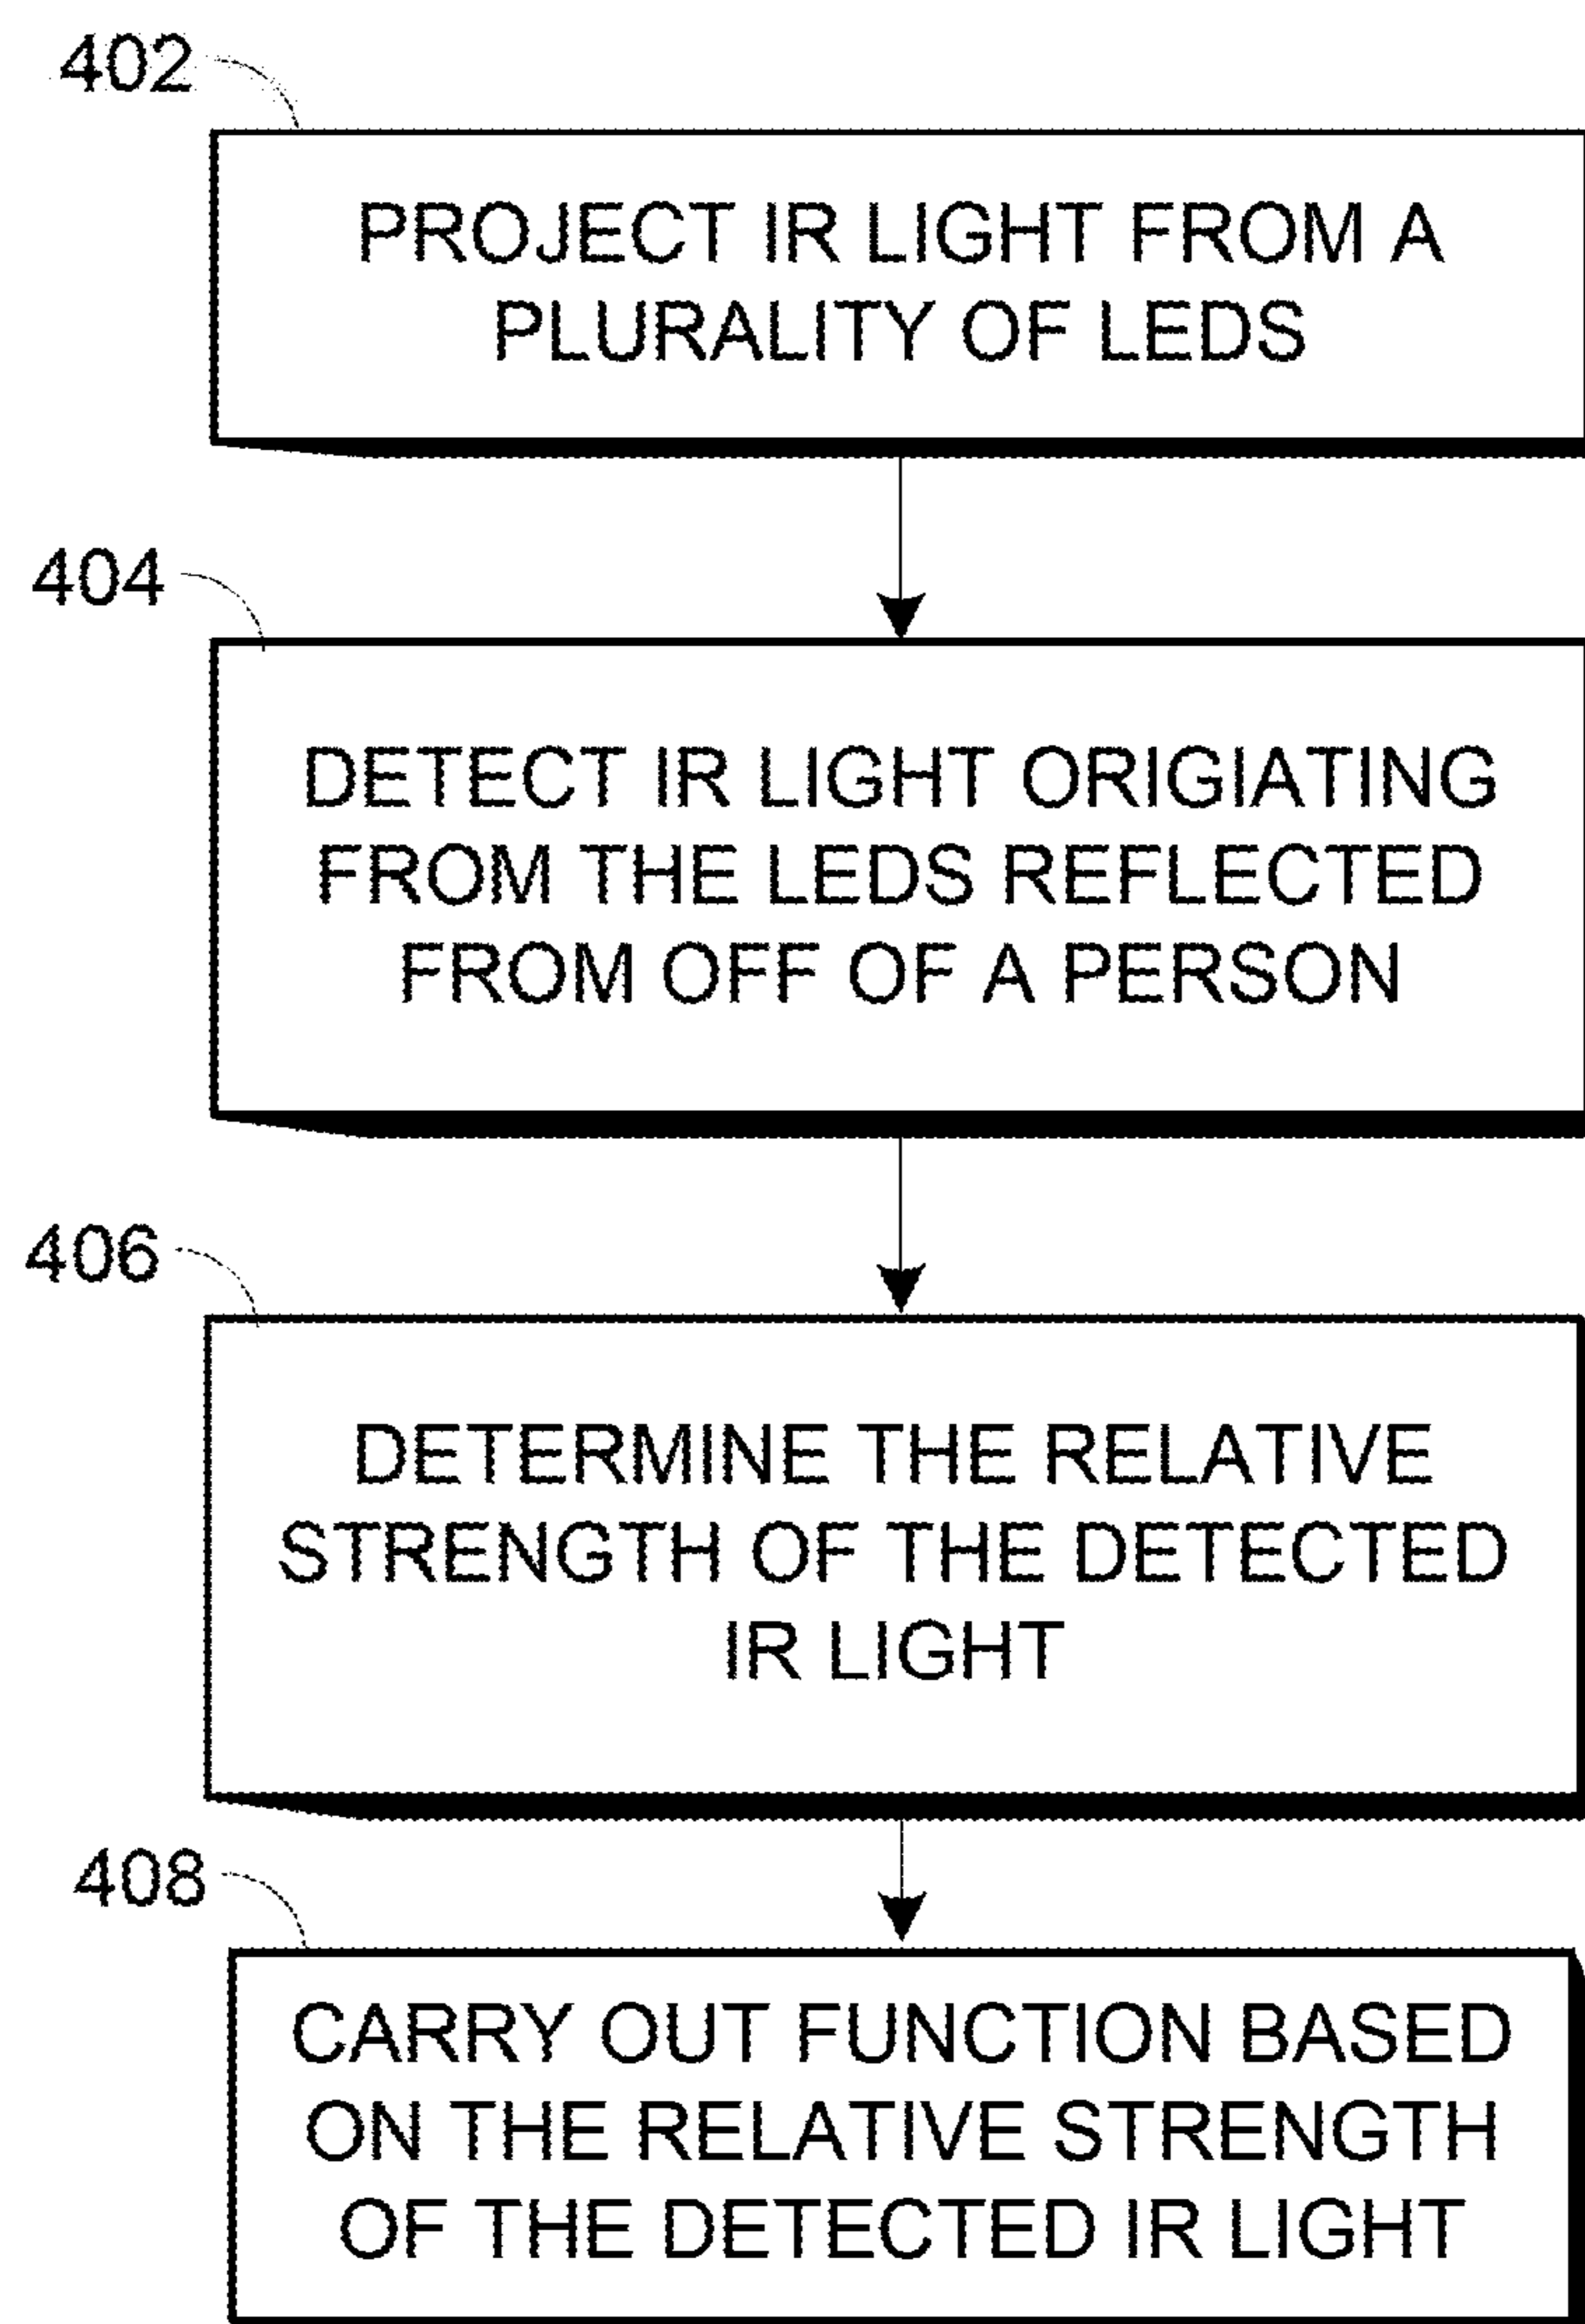 402
PROJECT IR LIGHT FROM A
PLURALITY OF LEDS
404
DETECT IR LIGHT ORIGIATING
FROM THE LEDS REFLECTED
FROM OFF OF A PERSON
406
DETERMINE THE RELATIVE
STRENGTH OF THE DETECTED
IR LIGHT
408
CARRY OUT FUNCTION BASED
ON THE RELATIVE STRENGTH
OF THE DETECTED IR LIGHT